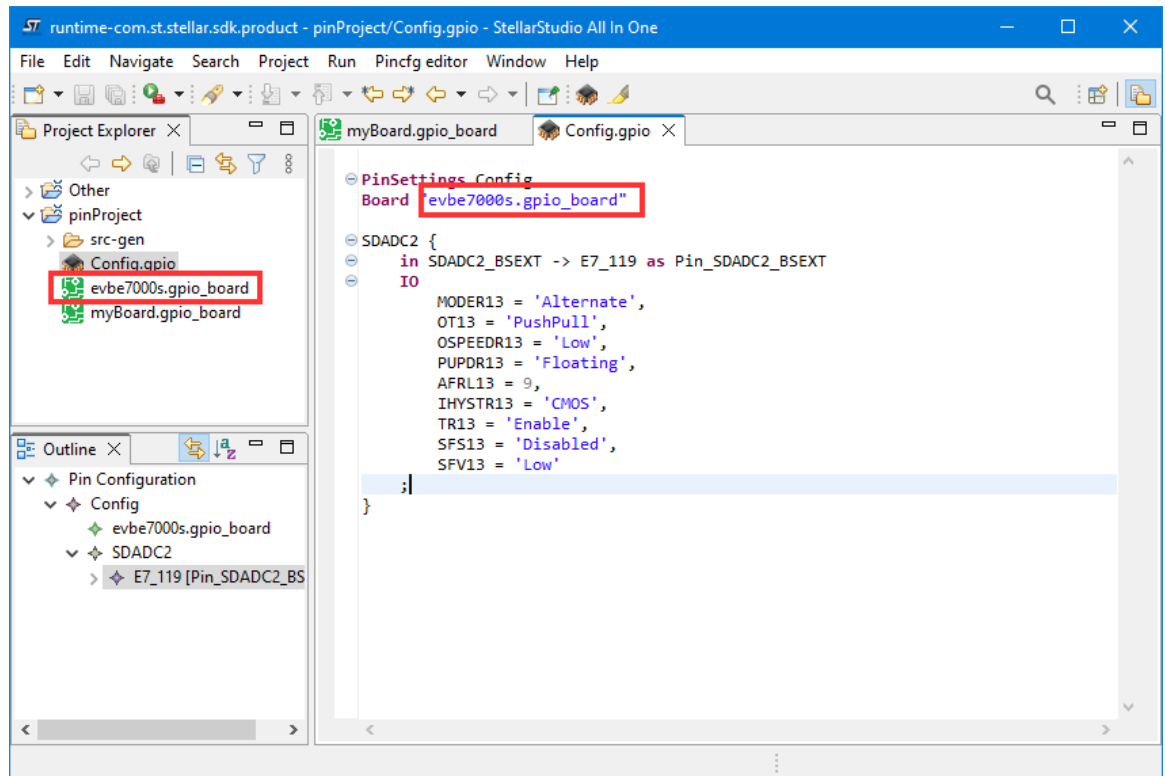 runtime-com.st.stellar.sdk.product - pinProject/Config.gpio - StellarStudio All In One
File Edit Navigate Search Project Run Pincfg editor Window Help
Project Explorer
Other
pinProject
src-gen
Config.gpio
evbe7000s.gpio_board
myBoard.gpio_board
Outline
Pin Configuration
Config
evbe7000s.gpio_board
SDADC2
E7_119 [Pin_SDADC2_BS
myBoard.gpio_board Config.gpio
PinSettings Config
Board "evbe7000s.gpio_board"
SDADC2 {
in SDADC2_BSEXT -> E7_119 as Pin_SDADC2_BSEXT
IO
MODER13 = 'Alternate',
OT13 = 'PushPull',
OSPEEDR13 = 'Low',
PUPDR13 = 'Floating',
AFRL13 = 9,
IHYSTR13 = 'CMOS',
TR13 = 'Enable',
SFS13 = 'Disabled',
SFV13 = 'Low'
;
}